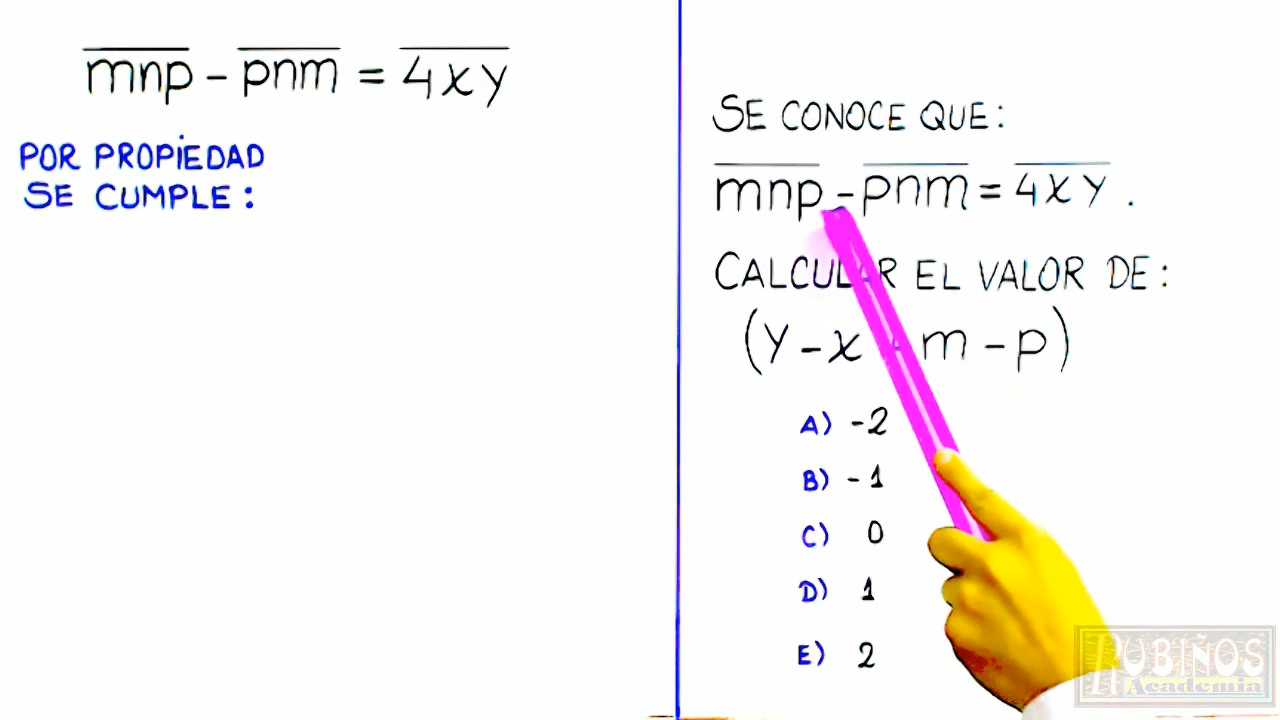 mnp - pnm = 4xy
POR PROPIEDAD
SE CUMPLE:
SE CONOCE QUE:
mnp - pnm = 4xy.
CALCULAR EL VALOR DE:
(y - x + m - p)
A) -2
B) -1
C) 0
D) 1
E) 2
RUBIÑOS
Academia